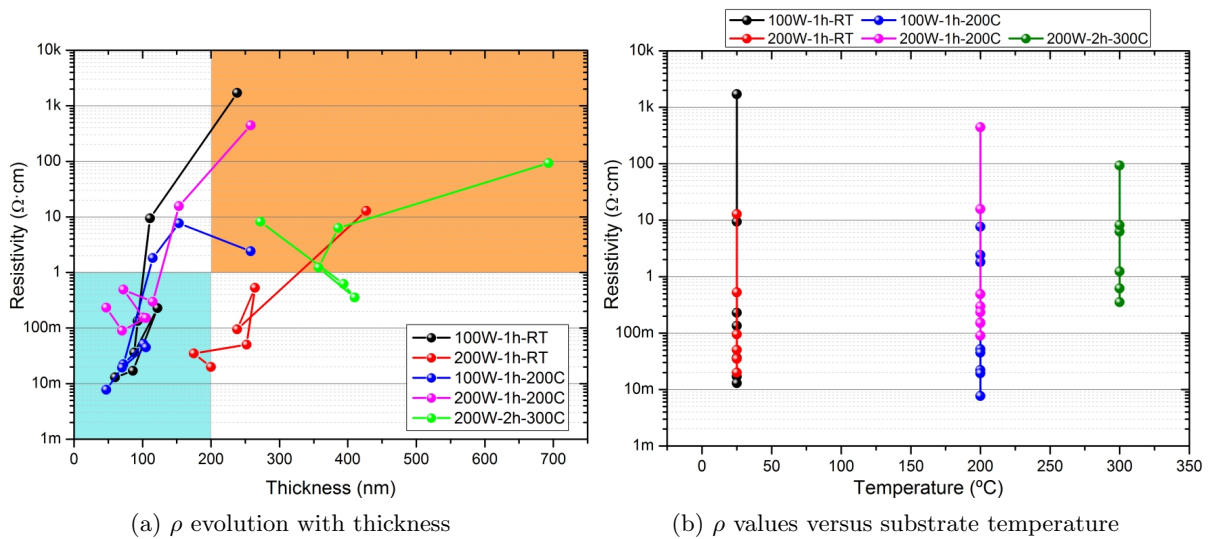 10k
1k
100
10
1
100m
10m
1m
Resistivity (Ω·cm)
0 100 200 300 400 500 600 700
Thickness (nm)
100W-1h-RT
200W-1h-RT
100W-1h-200C
200W-1h-200C
200W-2h-300C
(a) ρ evolution with thickness
100W-1h-RT 100W-1h-200C
200W-1h-RT 200W-1h-200C 200W-2h-300C
10k
1k
100
10
1
100m
10m
1m
Resistivity (Ω·cm)
0 50 100 150 200 250 300 350
Temperature (ºC)
(b) ρ values versus substrate temperature